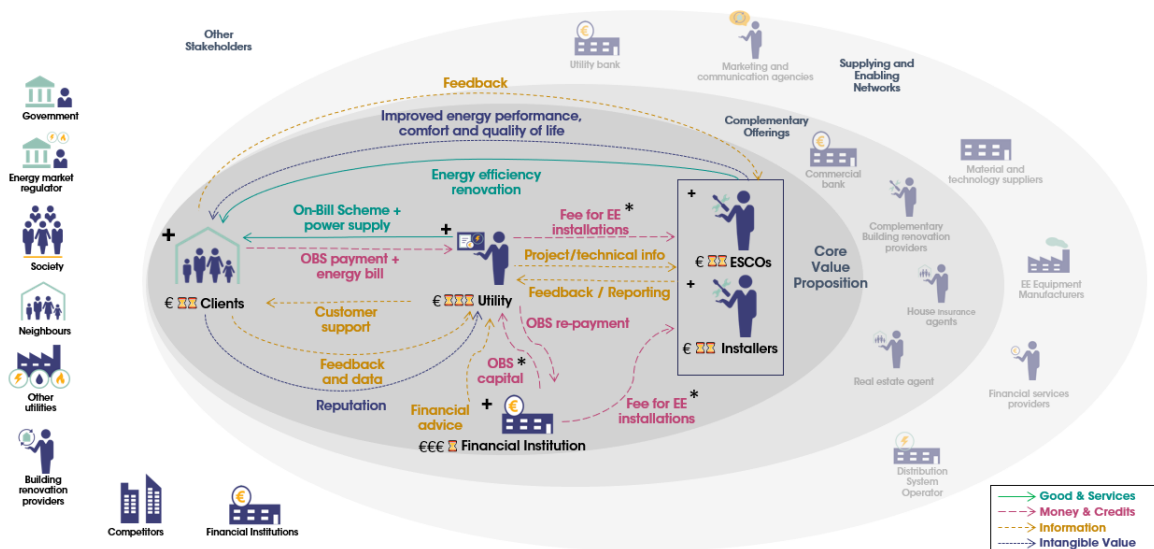 Other
Stakeholders
Utility bank
Marketing and
communication agencies
Supplying and
Enabling
Networks
Government
Energy market
regulator
Society
Neighbours
Other
utilities
Building
renovation
providers
Competitors
Financial Institutions
Feedback
Improved energy performance,
comfort and quality of life
Complementary
Offerings
Commercial
bank
Material and
technology suppliers
Energy efficiency
renovation
Complementary
Building renovation
providers
On-Bill Scheme +
power supply
OBS payment +
energy bill
Fee for EE *
installations
Project/technical info
Feedback / Reporting
+
€ Clients
+
€ Utility
+
€ ESCOs
+
€ Installers
Core
Value
Proposition
EE Equipment
Manufacturers
House insurance
agents
Customer
support
OBS re-payment
Feedback
and data
OBS *
capital
Real estate agent
Financial services
providers
Reputation
Financial
advice
+
€
€€€ Financial Institution
Fee for EE *
installations
Distribution
System
Operator
Good & Services
Money & Credits
Information
Intangible Value